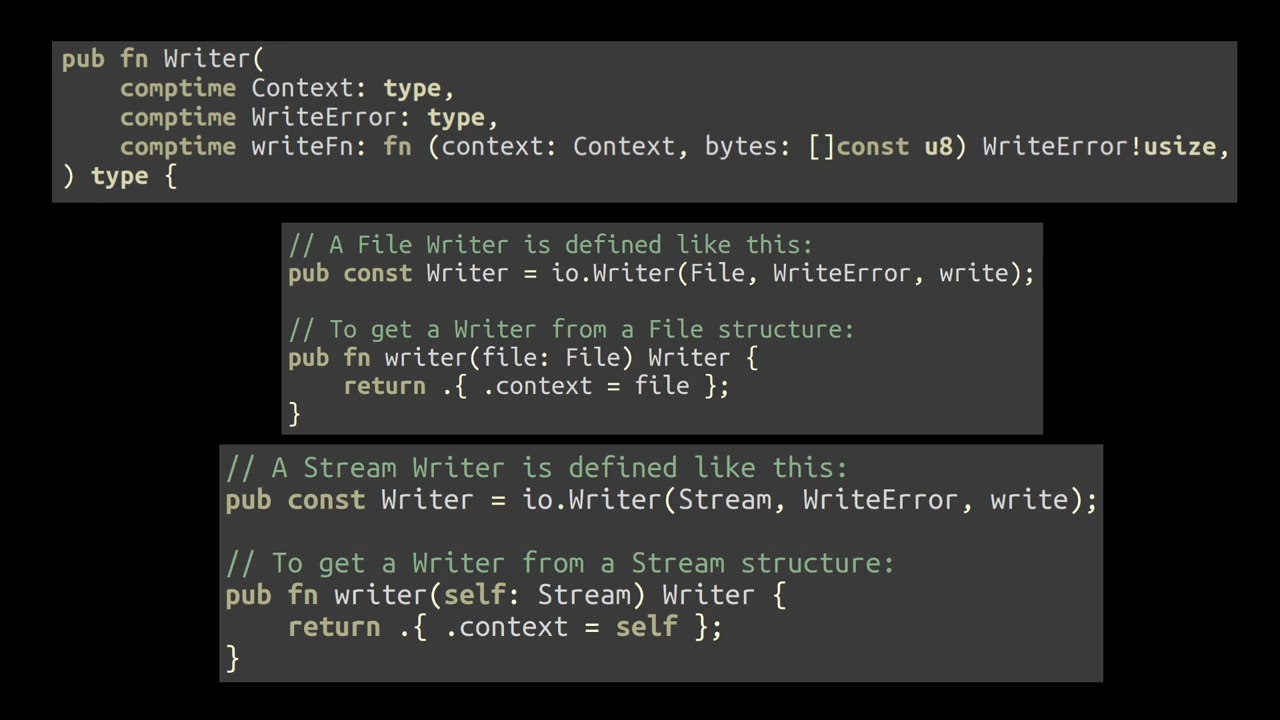 pub fn Writer(
    comptime Context: type,
    comptime WriteError: type,
    comptime writeFn: fn (context: Context, bytes: []const u8) WriteError!usize,
) type {
// A File Writer is defined like this:
pub const Writer = io.Writer(File, WriteError, write);
// To get a Writer from a File structure:
pub fn writer(file: File) Writer {
    return .{ .context = file };
}
// A Stream Writer is defined like this:
pub const Writer = io.Writer(Stream, WriteError, write);
// To get a Writer from a Stream structure:
pub fn writer(self: Stream) Writer {
    return .{ .context = self };
}